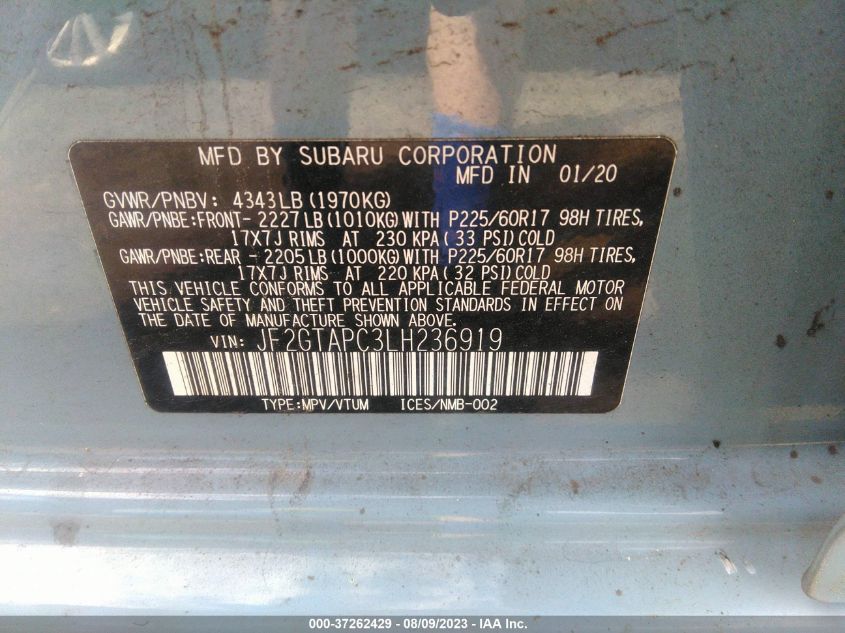 MFD BY SUBARU CORPORATION
MFD IN 01/20
GVWR/PNBV: 4343LB (1970KG)
GAWR/PNBE:FRONT- 2227 LB (1010KG) WITH P225/60R17 98H TIRES,
17X7J RIMS AT 230 KPA ( 33 PSI) COLD
GAWR/PNBE:REAR - 2205 LB (1000KG) WITH P225/60R17 98H TIRES,
17X7J RIMS AT 220 KPA ( 32 PSI) COLD
THIS VEHICLE CONFORMS TO ALL APPLICABLE FEDERAL MOTOR
VEHICLE SAFETY AND THEFT PREVENTION STANDARDS IN EFFECT ON
THE DATE OF MANUFACTURE SHOWN ABOVE.
VIN: JF2GTAPC3LH236919
TYPE:MPV/VTUM ICES/NMB-002
000-37262429 - 08/09/2023 - IAA Inc.